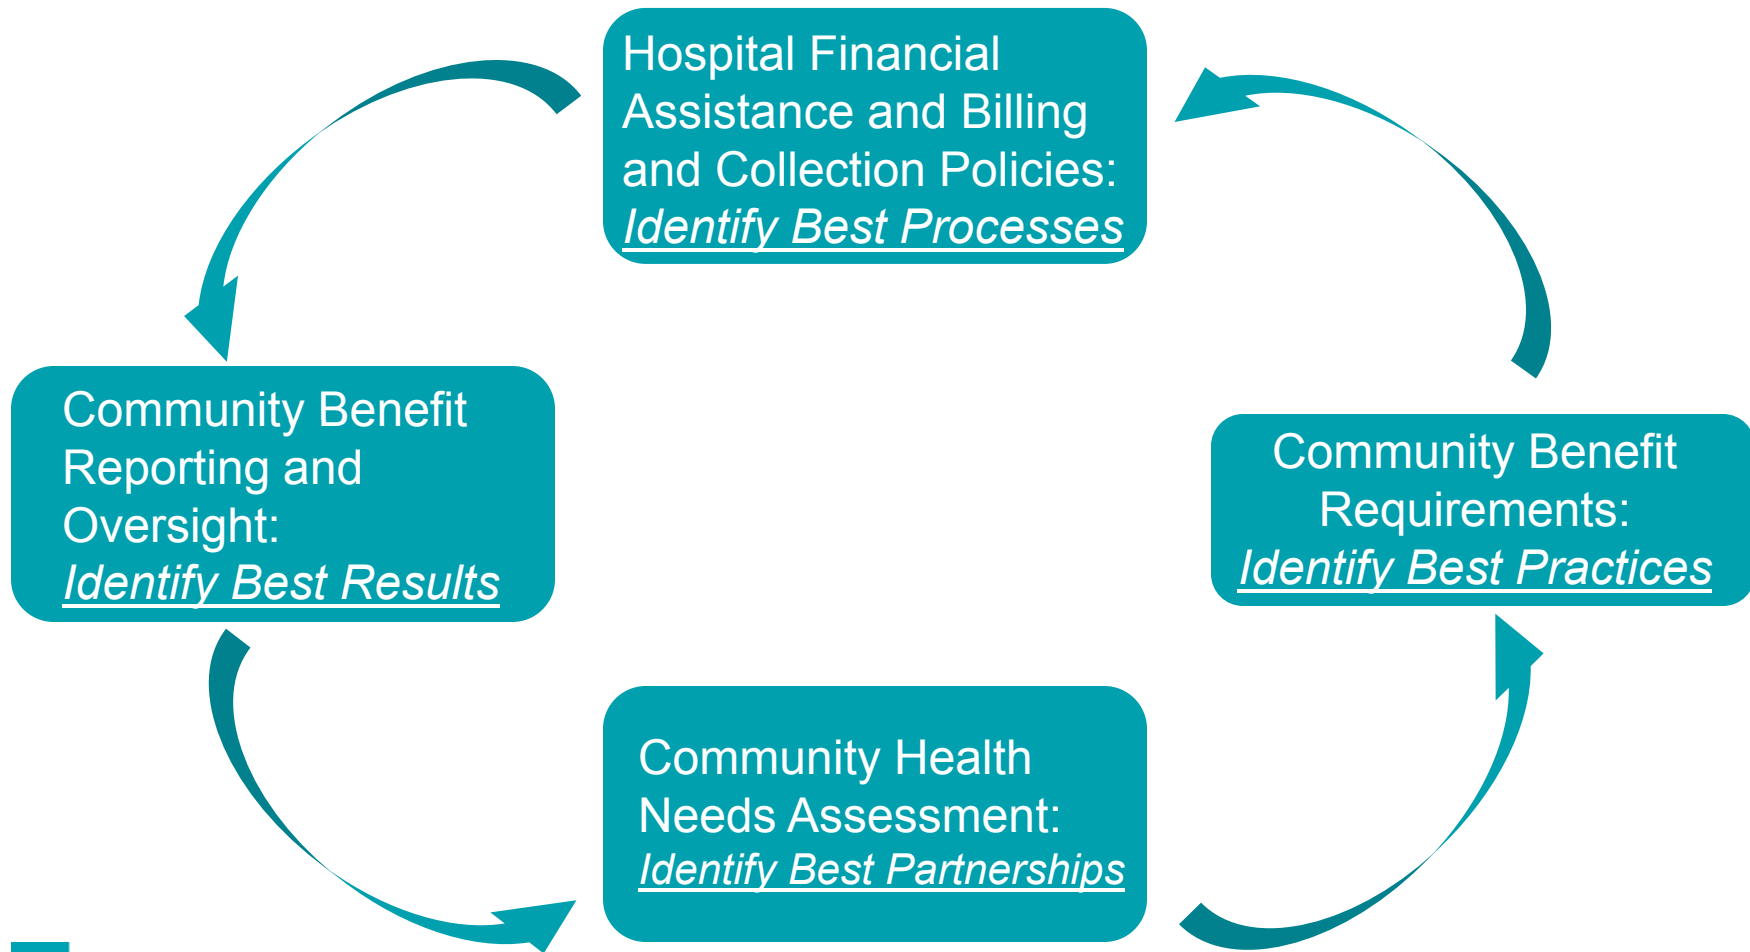 Hospital Financial
Assistance and Billing
and Collection Policies:
Identify Best Processes
Community Benefit
Reporting and
Oversight:
Identify Best Results
Community Benefit
Requirements:
Identify Best Practices
Community Health
Needs Assessment:
Identify Best Partnerships